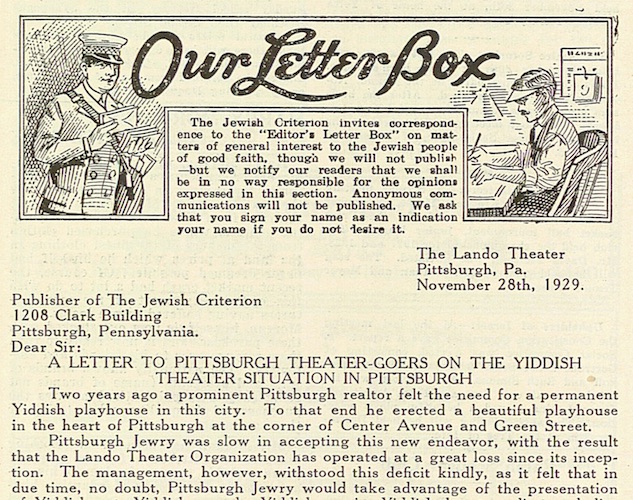 Our Letter Box
The Jewish Criterion invites correspond-
ence to the "Editor's Letter Box" on mat-
ters of general interest to the Jewish people
of good faith, though we will not publish
—but we notify our readers that we shall
be in no way responsible for the opinions
expressed in this section. Anonymous com-
munications will not be published. We ask
that you sign your name as an indication
your name if you do not desire it.
The Lando Theater
Pittsburgh, Pa.
November 28th, 1929.
Publisher of The Jewish Criterion
1208 Clark Building
Pittsburgh, Pennsylvania.
Dear Sir:
A LETTER TO PITTSBURGH THEATER-GOERS ON THE YIDDISH
THEATER SITUATION IN PITTSBURGH
Two years ago a prominent Pittsburgh realtor felt the need for a permanent
Yiddish playhouse in this city. To that end he erected a beautiful playhouse
in the heart of Pittsburgh at the corner of Center Avenue and Green Street.
Pittsburgh Jewry was slow in accepting this new endeavor, with the result
that the Lando Theater Organization has operated at a great loss since its incep-
tion. The management, however, withstood this deficit kindly, as it felt that in
due time, no doubt, Pittsburgh Jewry would take advantage of the presentation